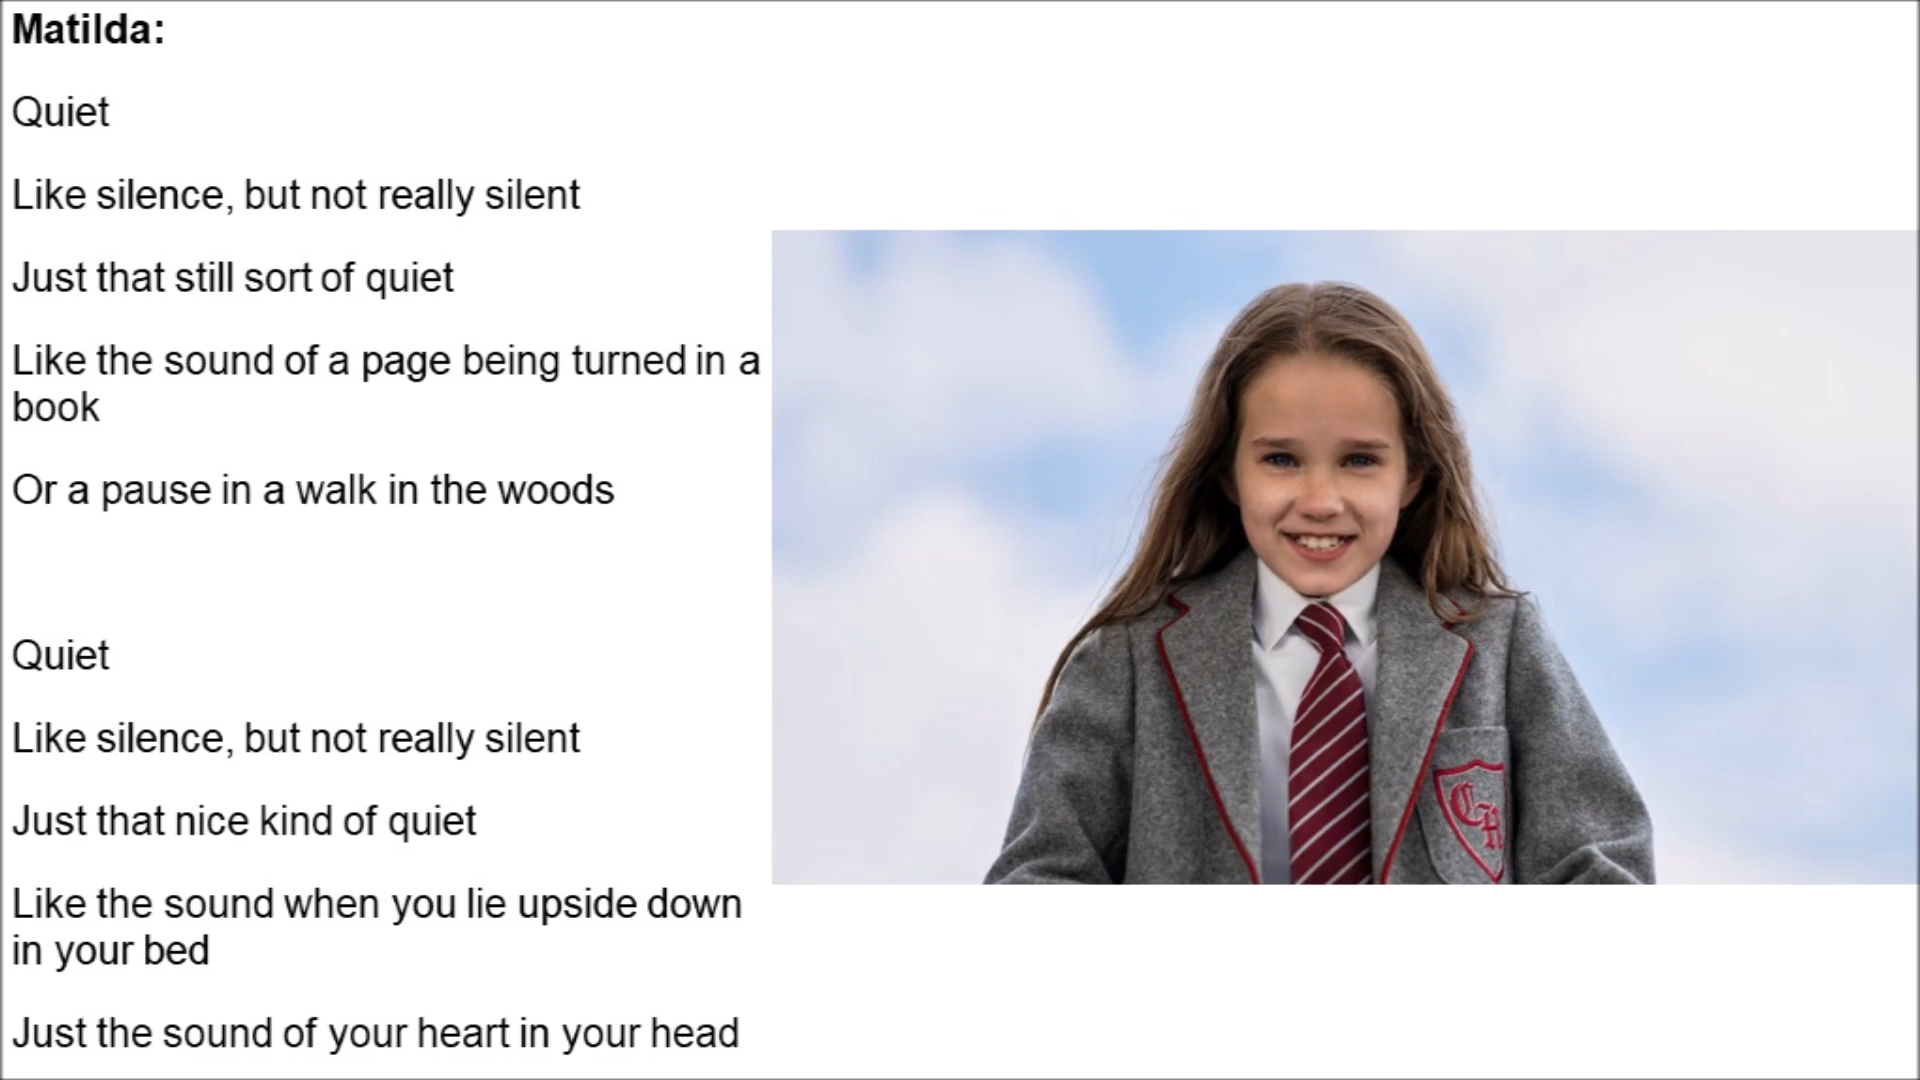 Matilda:
Quiet
Like silence, but not really silent
Just that still sort of quiet
Like the sound of a page being turned in a
book
Or a pause in a walk in the woods
Quiet
Like silence, but not really silent
Just that nice kind of quiet
Like the sound when you lie upside down
in your bed
Just the sound of your heart in your head
CH